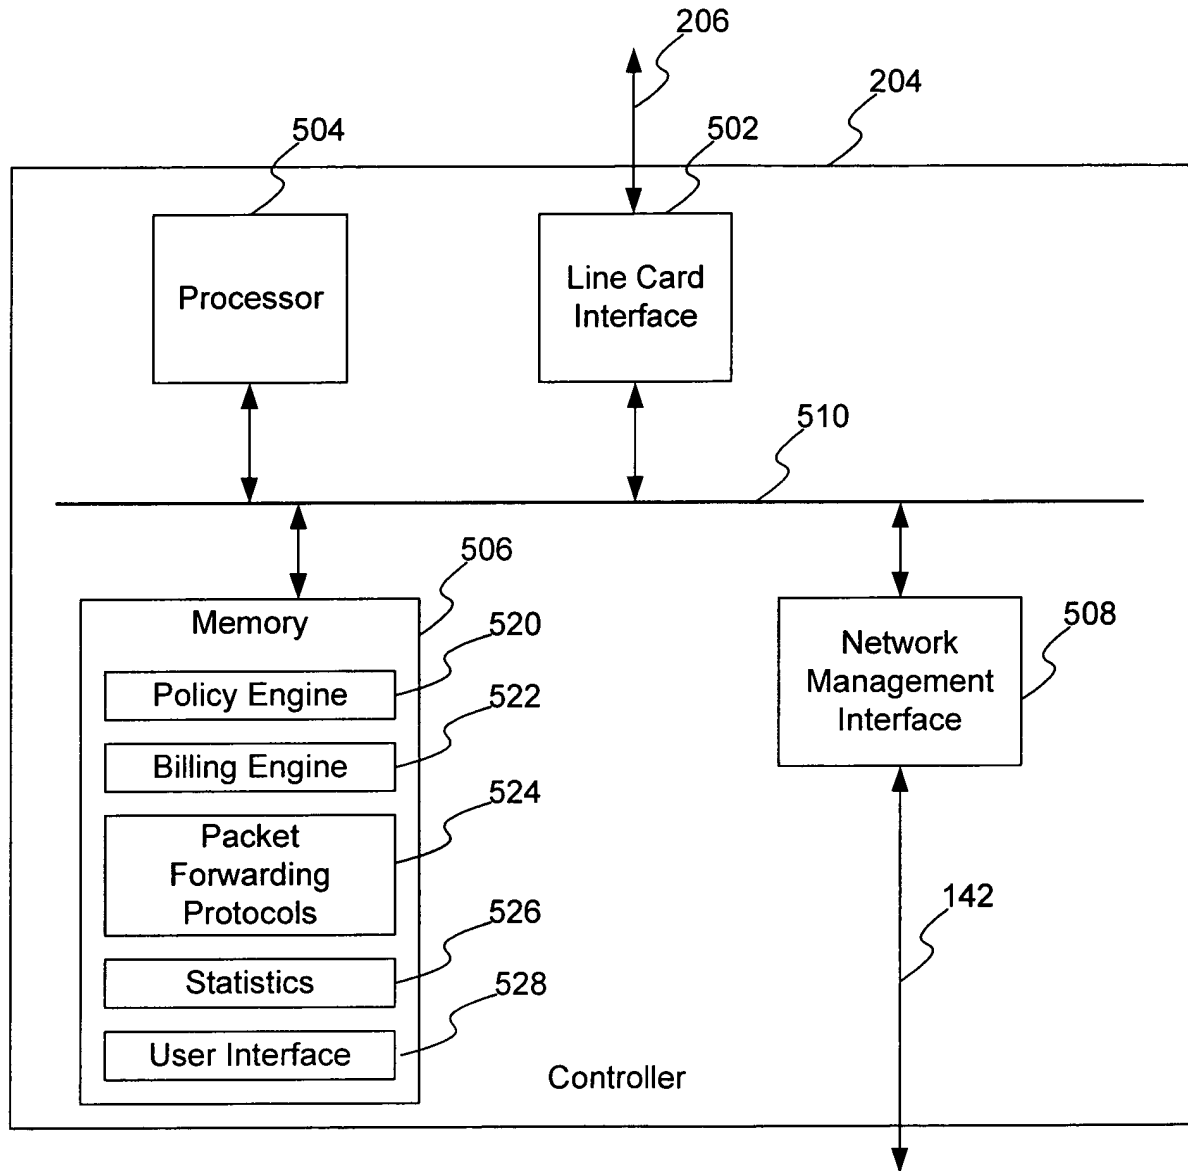 206
204
504
502
Processor
Line Card
Interface
510
506
Memory
520
508
Policy Engine
Network
Management
Interface
522
Billing Engine
524
Packet
Forwarding
Protocols
526
142
Statistics
528
User Interface
Controller